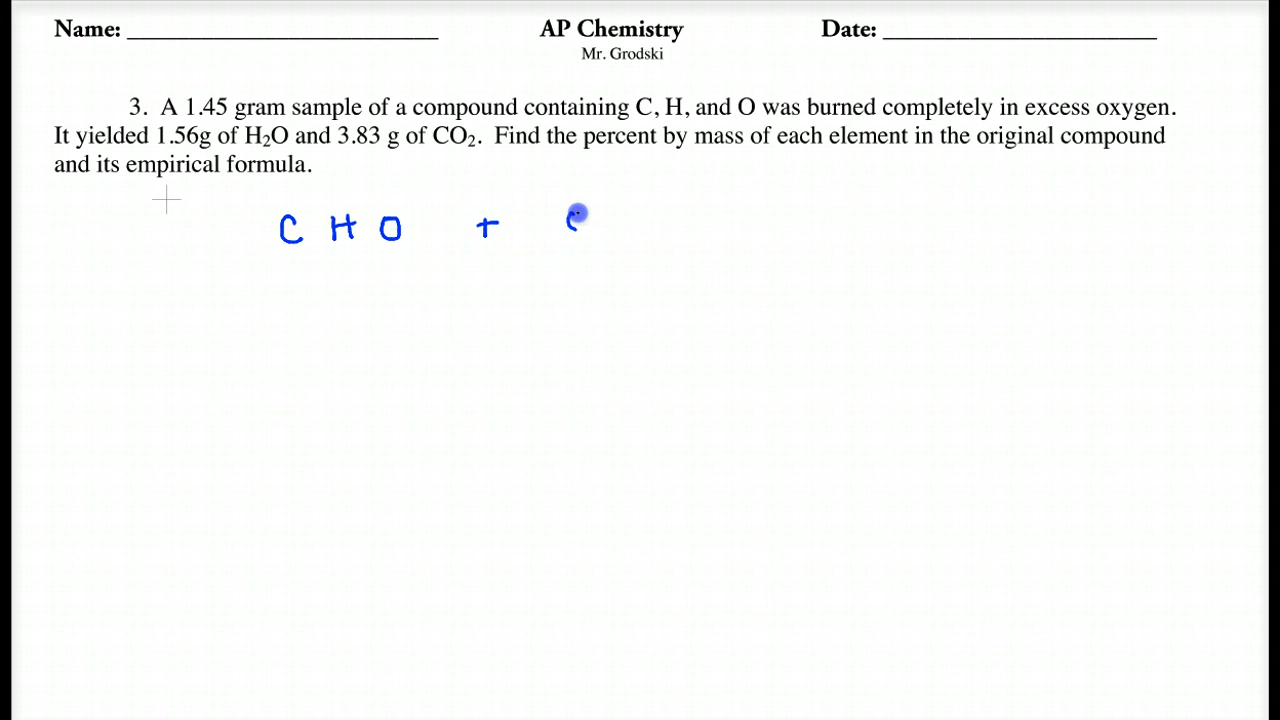 Name: __________________________ AP Chemistry Date: _______________________
Mr. Grodski
3. A 1.45 gram sample of a compound containing C, H, and O was burned completely in excess oxygen.
It yielded 1.56g of H₂O and 3.83 g of CO₂. Find the percent by mass of each element in the original compound
and its empirical formula.
C H O +